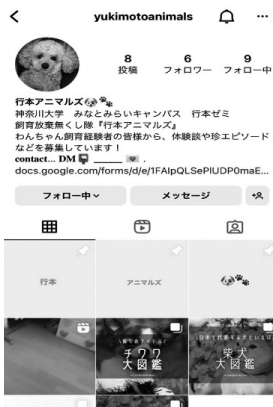 yukimotoanimals
8 6 9
投稿 フォロワー フォロー中
行本アニマルズ🐶🐾
神奈川大学 みなとみらいキャンパス 行本ゼミ
飼育放棄無くし隊『行本アニマルズ』
わんちゃん飼育経験者の皆様から、体験談や珍エピソード
などを募集しています！
contact... DM
docs.google.com/forms/d/e/1FAIpQLSePlUDP0maE...
フォロー中 メッセージ
行本 アニマルズ 🐶🐾
チワワ 柴犬
大図鑑 大図鑑